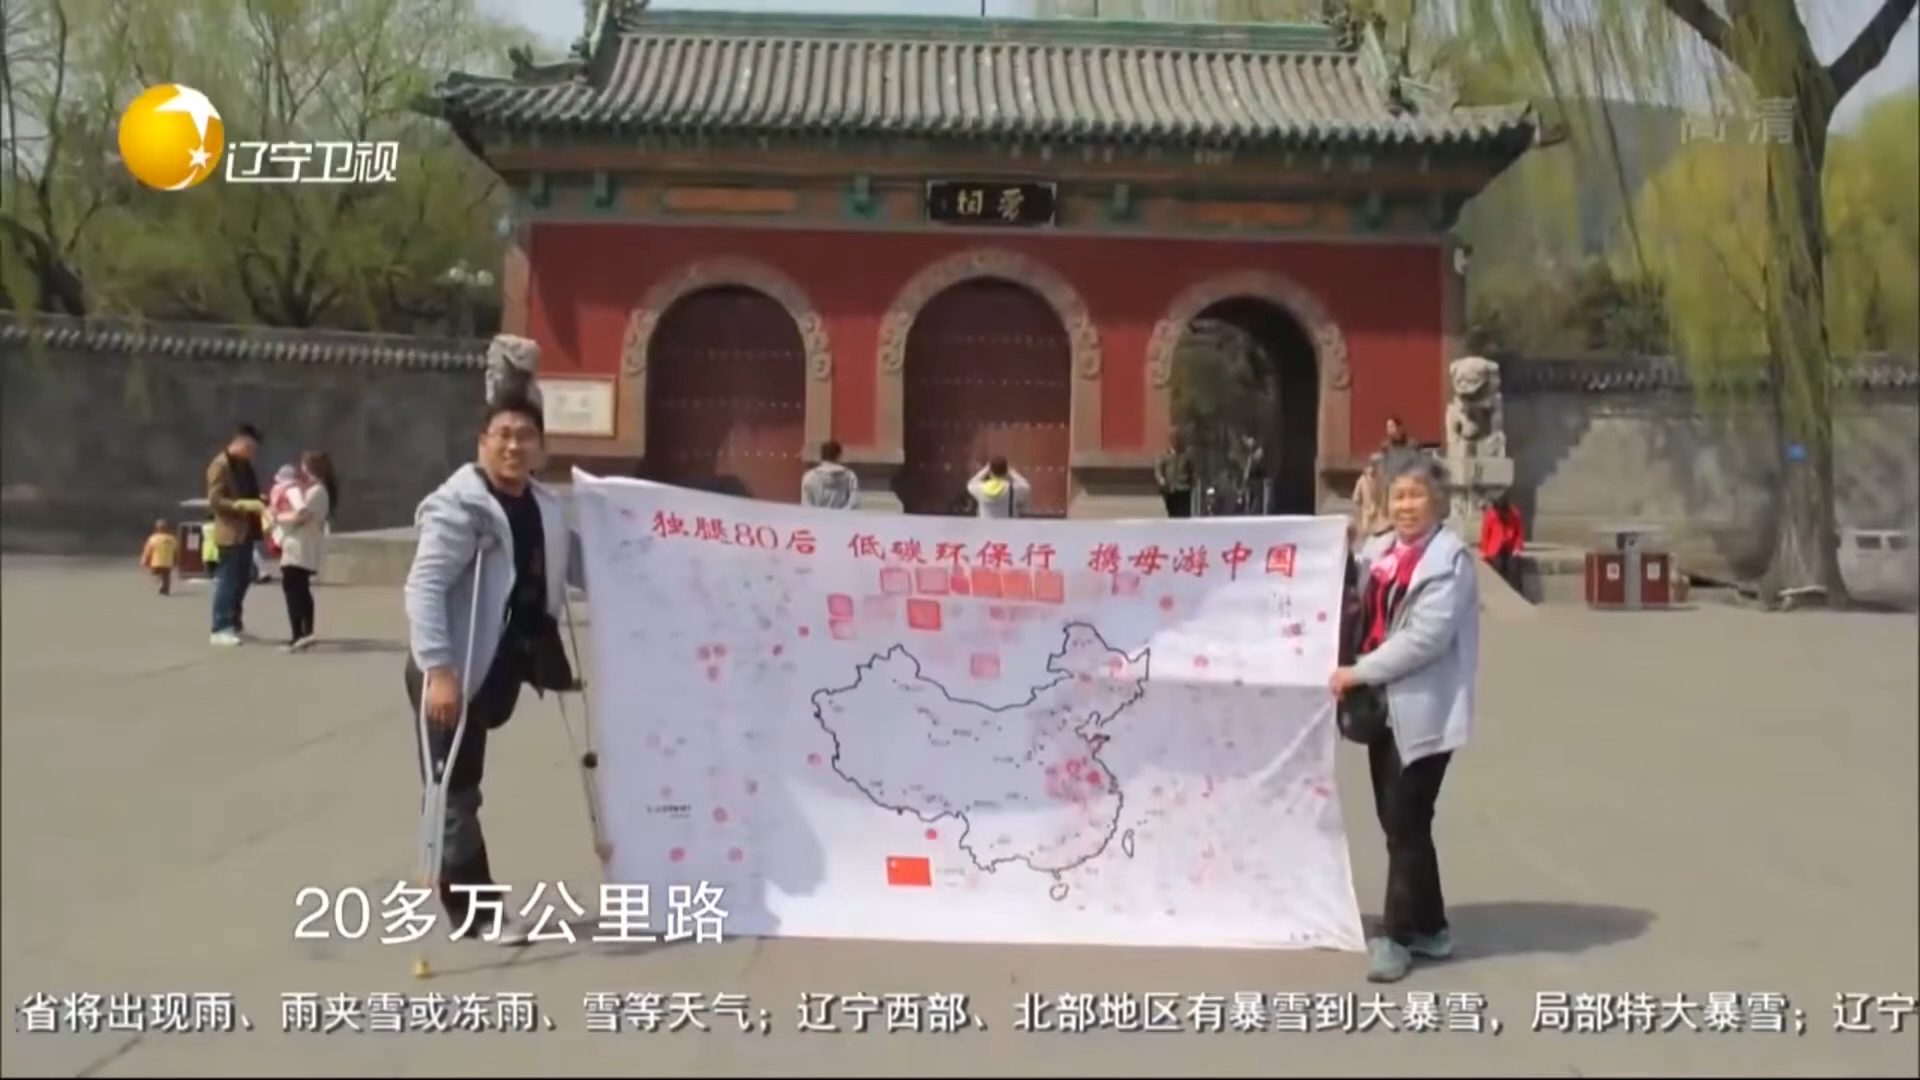 辽宁卫视
高清
晋祠
独腿80后 低碳环保行 携母游中国
20多万公里路
省将出现雨、雨夹雪或冻雨、雪等天气；辽宁西部、北部地区有暴雪到大暴雪，局部特大暴雪；辽宁